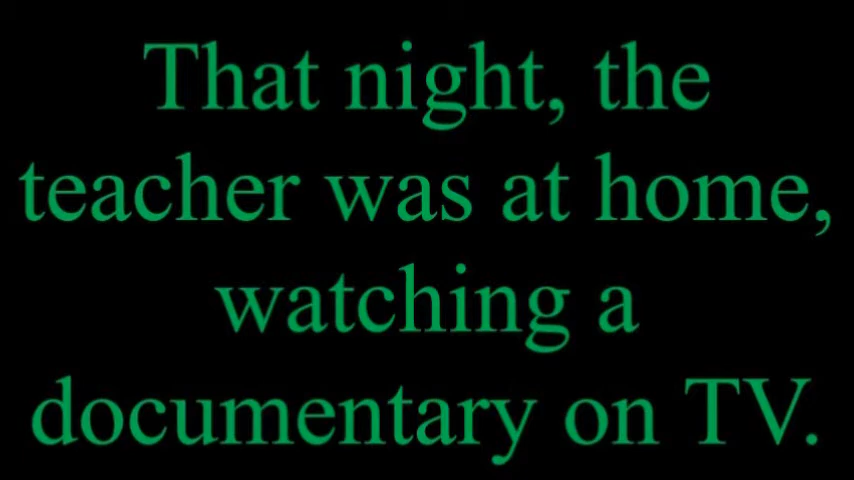 That night, the
teacher was at home,
watching a
documentary on TV.